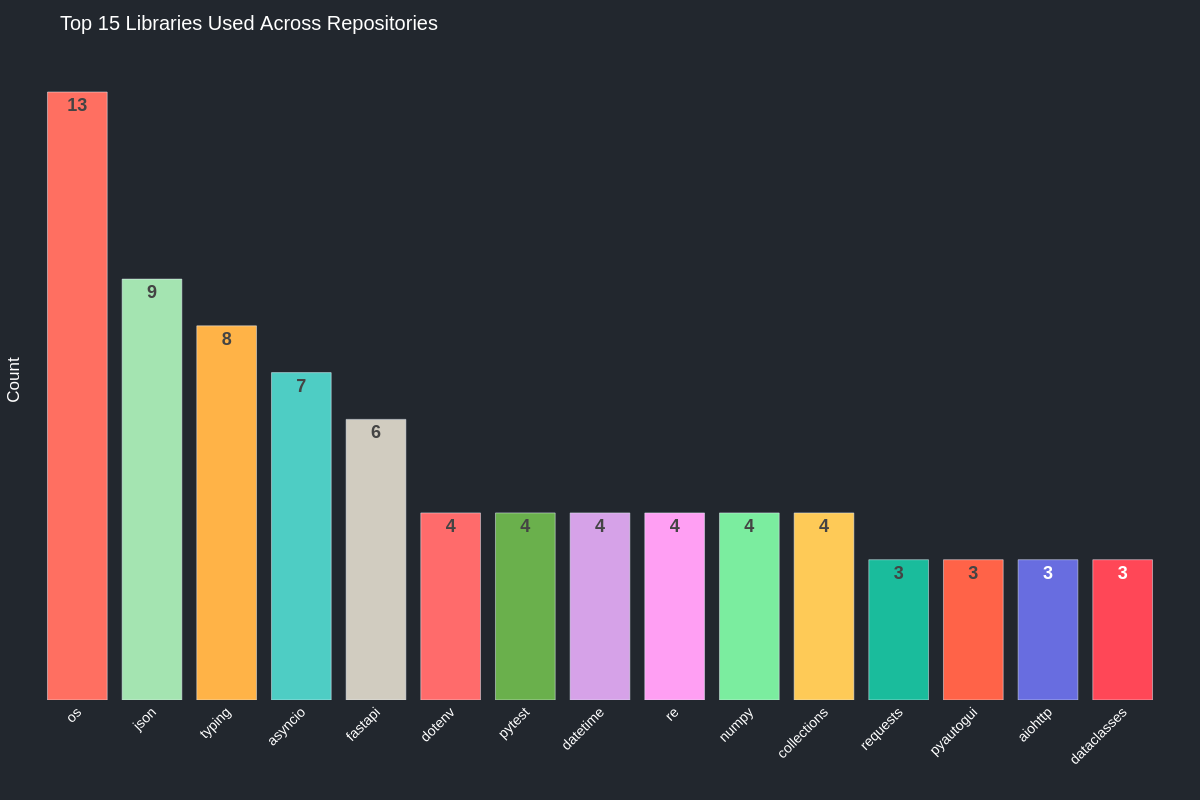 Top 15 Libraries Used Across Repositories
Count
13
9
8
7
6
4
4
4
4
4
4
3
3
3
3
os
json
typing
asyncio
fastapi
dotenv
pytest
datetime
re
numpy
collections
requests
pyautogui
aiohttp
dataclasses